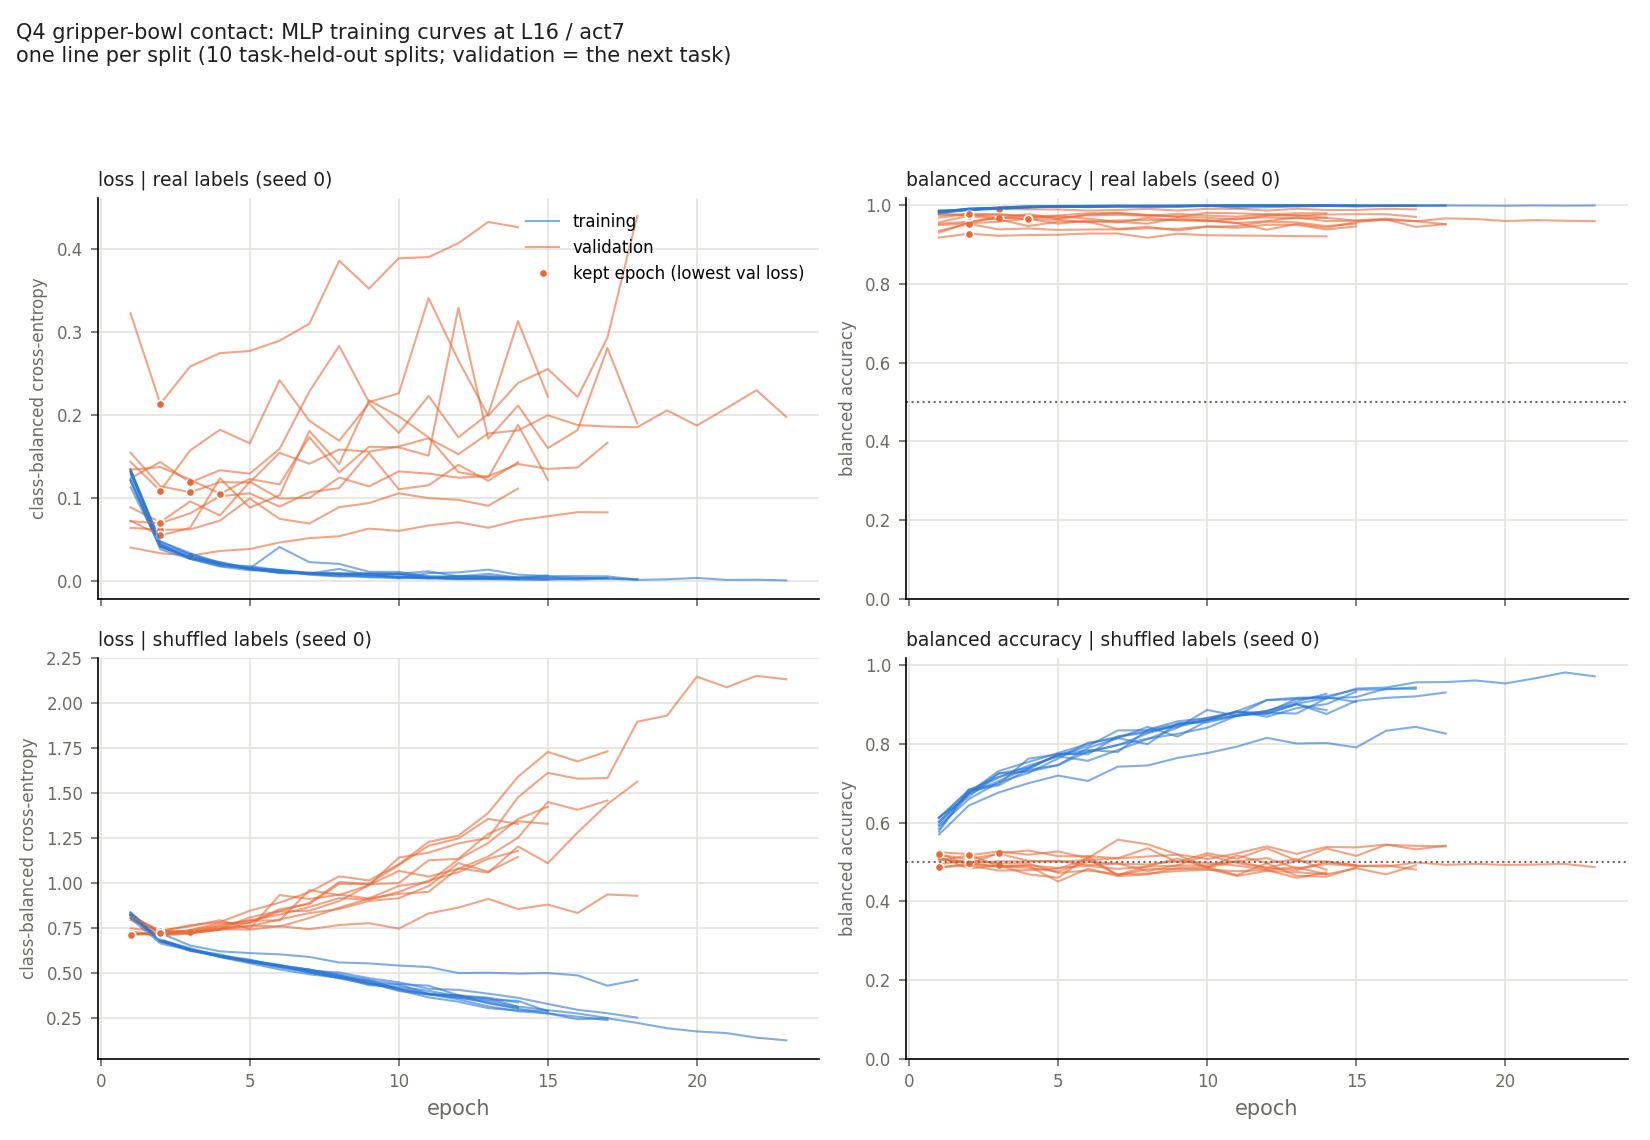 Q4 gripper-bowl contact: MLP training curves at L16 / act7
one line per split (10 task-held-out splits; validation = the next task)
loss | real labels (seed 0)
class-balanced cross-entropy
0.4
0.3
0.2
0.1
0.0
training
validation
kept epoch (lowest val loss)
balanced accuracy | real labels (seed 0)
balanced accuracy
1.0
0.8
0.6
0.4
0.2
0.0
loss | shuffled labels (seed 0)
class-balanced cross-entropy
2.25
2.00
1.75
1.50
1.25
1.00
0.75
0.50
0.25
0 5 10 15 20
epoch
balanced accuracy | shuffled labels (seed 0)
balanced accuracy
1.0
0.8
0.6
0.4
0.2
0.0
0 5 10 15 20
epoch